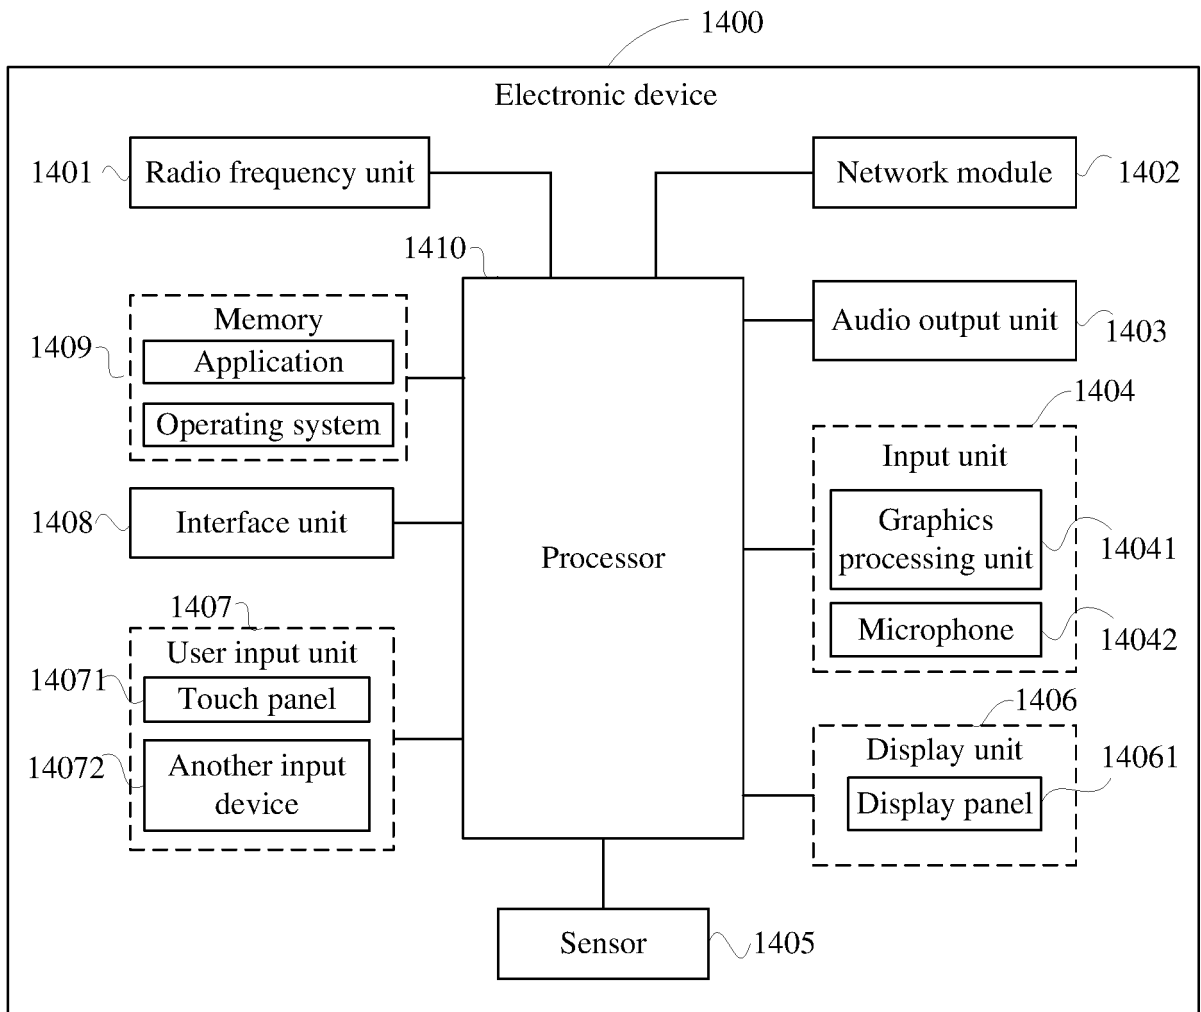 1400
Electronic device
1401
Radio frequency unit
Network module
1402
1410
Memory
Application
Operating system
1409
Audio output unit
1403
1404
Input unit
Graphics
processing unit
14041
Microphone
14042
1408
Interface unit
Processor
1407
User input unit
14071
Touch panel
14072
Another input
device
1406
Display unit
14061
Display panel
Sensor
1405